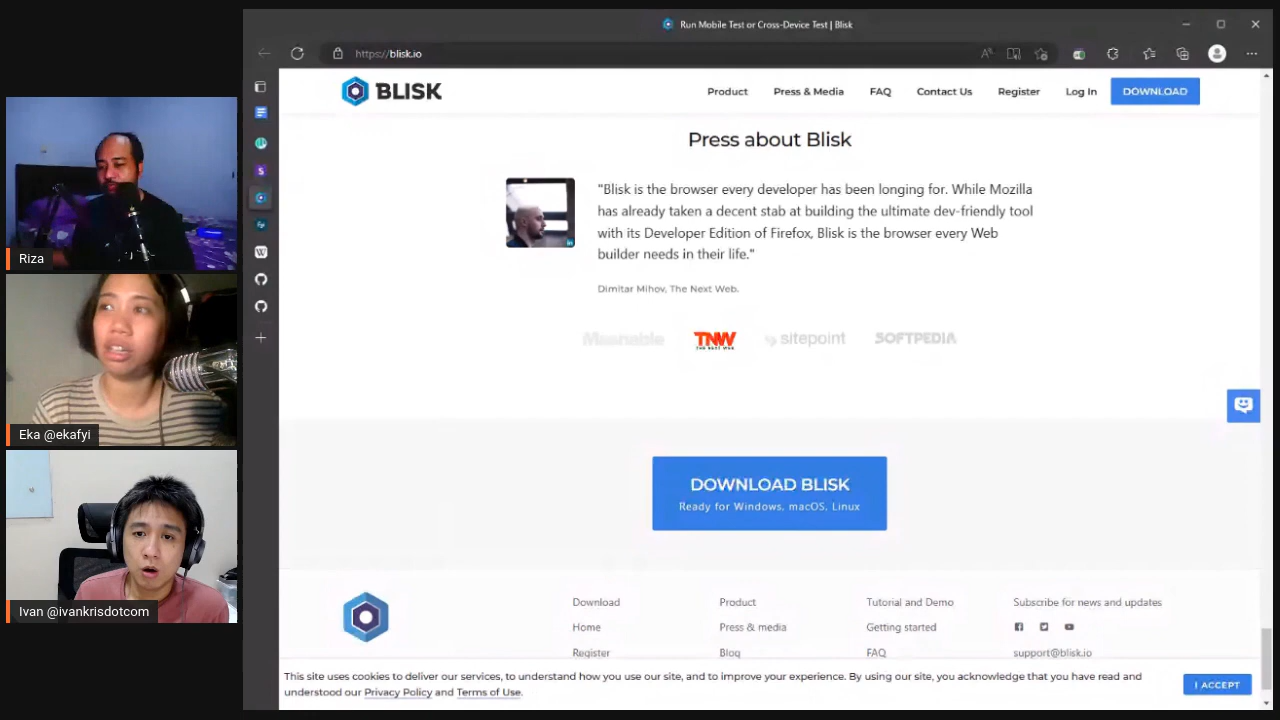 Run Mobile Test or Cross-Device Test | Blisk
https://blisk.io
BLISK
Product
Press & Media
FAQ
Contact Us
Register
Log In
DOWNLOAD
Press about Blisk
"Blisk is the browser every developer has been longing for. While Mozilla
has already taken a decent stab at building the ultimate dev-friendly tool
with its Developer Edition of Firefox, Blisk is the browser every Web
builder needs in their life."
Dimitar Mihov, The Next Web.
Meanable
TNW
THE NEXT WEB
sitepoint
SOFTPEDIA
DOWNLOAD BLISK
Ready for Windows, macOS, Linux
Download
Product
Tutorial and Demo
Subscribe for news and updates
Home
Press & media
Getting started
Register
Blog
FAQ
support@blisk.io
This site uses cookies to deliver our services, to understand how you use our site, and to improve your experience. By using our site, you acknowledge that you have read and
understood our Privacy Policy and Terms of Use.
I ACCEPT
Riza
Eka @ekafyi
Ivan @ivankrisdotcom